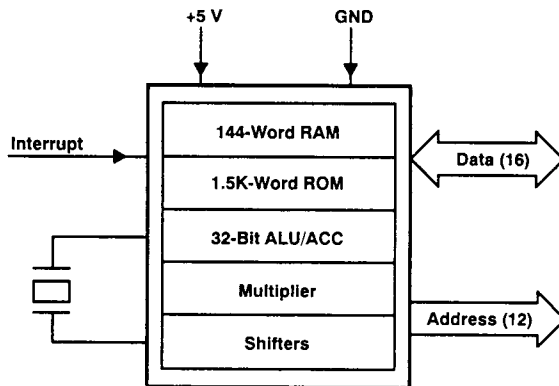 +5 V
GND
Interrupt
144-Word RAM
1.5K-Word ROM
32-Bit ALU/ACC
Multiplier
Shifters
Data (16)
Address (12)